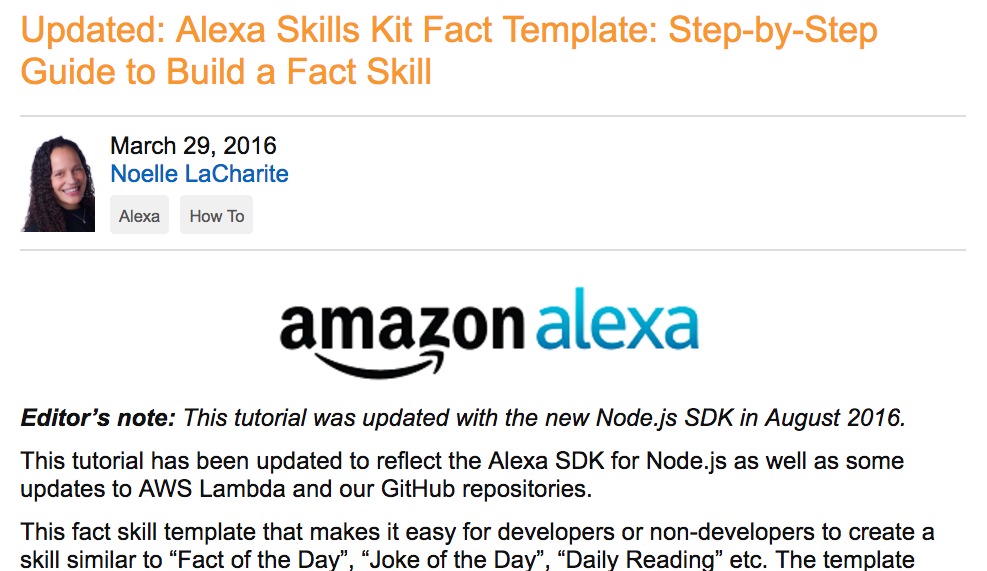 Updated: Alexa Skills Kit Fact Template: Step-by-Step
Guide to Build a Fact Skill
March 29, 2016
Noelle LaCharite
Alexa How To
amazon alexa
Editor’s note: This tutorial was updated with the new Node.js SDK in August 2016.
This tutorial has been updated to reflect the Alexa SDK for Node.js as well as some
updates to AWS Lambda and our GitHub repositories.
This fact skill template that makes it easy for developers or non-developers to create a
skill similar to “Fact of the Day”, “Joke of the Day”, “Daily Reading” etc. The template